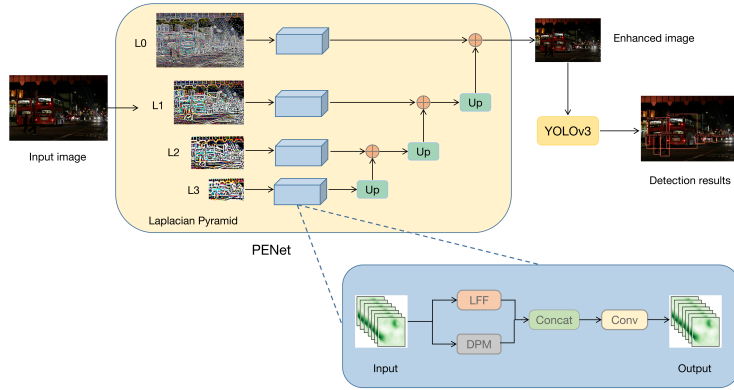 L0
Enhanced image
L1
Up
YOLOv3
Input image
L2
Up
L3
Up
Detection results
Laplacian Pyramid
PENet
LFF
Concat
Conv
DPM
Input
Output